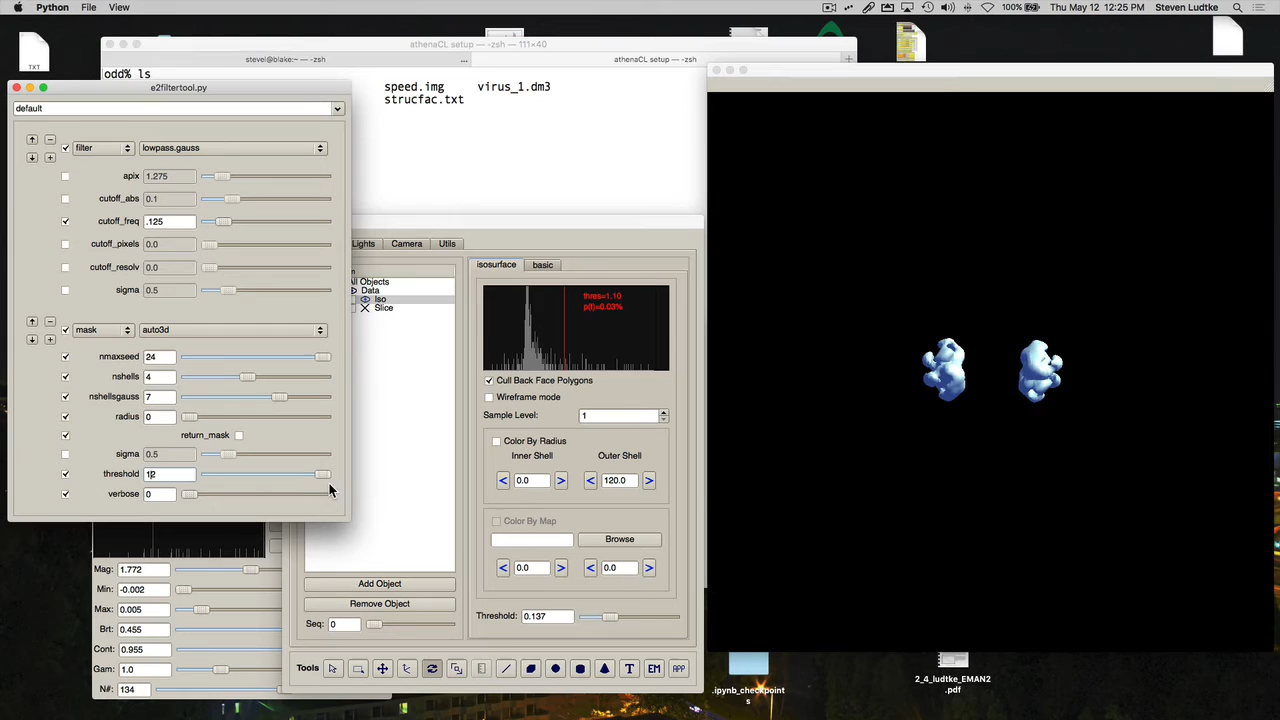 Python File View
100% Thu May 12 12:25 PM Steven Ludtke
TXT
athenaCL setup — -zsh — 111×40
stevel@blake:~ — -zsh ... athenaCL setup — -zsh +
odd% ls
speed.img virus_1.dm3
strucfac.txt
e2filtertool.py
default
filter lowpass.gauss
apix 1.275
cutoff_abs 0.1
cutoff_freq .125
cutoff_pixels 0.0
cutoff_resolv 0.0
sigma 0.5
mask auto3d
nmaxseed 24
nshells 4
nshellsgauss 7
radius 0
return_mask
sigma 0.5
threshold 12
verbose 0
Lights Camera Utils
All Objects
Data
Iso
Slice
isosurface basic
thres=1.10
p(t)=0.03%
Cull Back Face Polygons
Wireframe mode
Sample Level: 1
Color By Radius
Inner Shell Outer Shell
< 0.0 > < 120.0 >
Color By Map
Browse
< 0.0 > < 0.0 >
Threshold: 0.137
Add Object
Remove Object
Seq: 0
Tools T EM APP
Mag: 1.772
Min: -0.002
Max: 0.005
Brt: 0.455
Cont: 0.955
Gam: 1.0
N#: 134
.ipynb_checkpoint
s
2_4_ludtke_EMAN2
.pdf